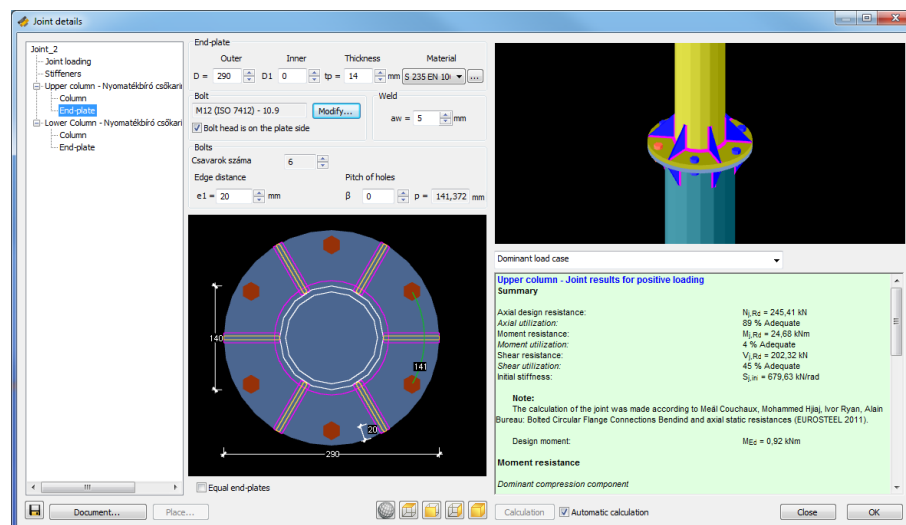 Joint details
Joint_2
Joint loading
Stiffeners
Upper column - Nyomatékbíró csőkari
Column
End-plate
Lower Column - Nyomatékbíró csőkari
Column
End-plate
End-plate
Outer Inner Thickness Material
D = 290 D1 0 tp = 14 mm S 235 EN 10 ...
Bolt
Weld
M12 (ISO 7412) - 10.9 Modify...
aw = 5 mm
Bolt head is on the plate side
Bolts
Csavarok száma 6
Edge distance Pitch of holes
e1 = 20 mm β 0 p = 141,372 mm
140
141
20
290
Equal end-plates
Dominant load case
Upper column - Joint results for positive loading
Summary
Axial design resistance: Nj,Rd = 245,41 kN
Axial utilization: 89 % Adequate
Moment resistance: Mj,Rd = 24,68 kNm
Moment utilization: 4 % Adequate
Shear resistance: Vj,Rd = 202,32 kN
Shear utilization: 45 % Adequate
Initial stiffness: Sj,in = 679,63 kN/rad
Note:
The calculation of the joint was made according to Meál Couchaux, Mohammed Hjiaj, Ivor Ryan, Alain
Bureau: Bolted Circular Flange Connections Bendind and axial static resistances (EUROSTEEL 2011).
Design moment: MEd = 0,92 kNm
Moment resistance
Dominant compression component
Document... Place...
Calculation Automatic calculation Close OK